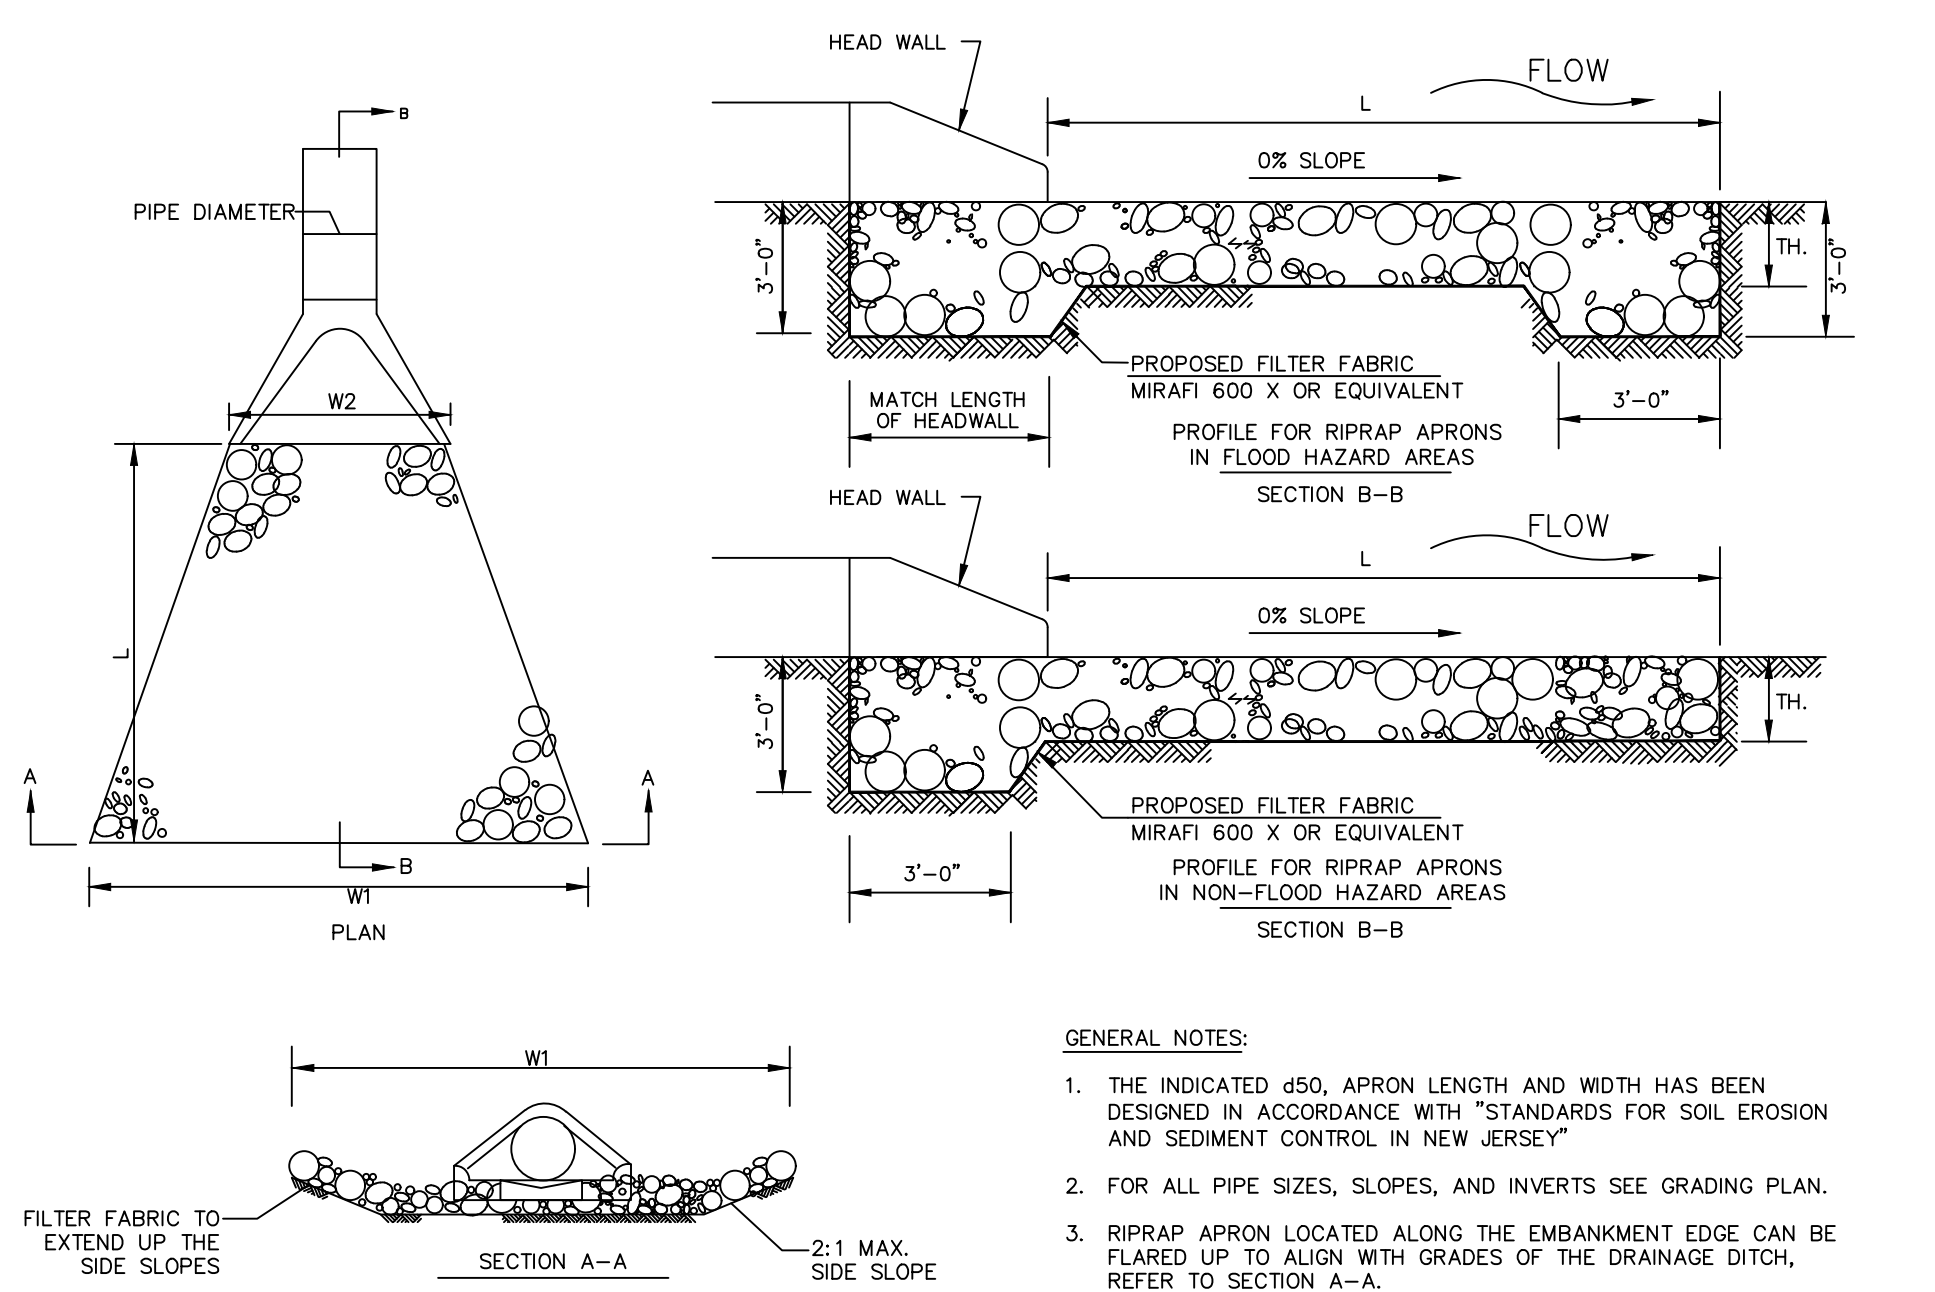 B
PIPE DIAMETER
W2
L
A
A
B
W1
PLAN
HEAD WALL
FLOW
L
0% SLOPE
3'-0"
TH.
3'-0"
PROPOSED FILTER FABRIC
MIRAFI 600 X OR EQUIVALENT
MATCH LENGTH
OF HEADWALL
3'-0"
PROFILE FOR RIPRAP APRONS
IN FLOOD HAZARD AREAS
SECTION B-B
HEAD WALL
FLOW
L
0% SLOPE
3'-0"
TH.
PROPOSED FILTER FABRIC
MIRAFI 600 X OR EQUIVALENT
3'-0"
PROFILE FOR RIPRAP APRONS
IN NON-FLOOD HAZARD AREAS
SECTION B-B
W1
FILTER FABRIC TO
EXTEND UP THE
SIDE SLOPES
SECTION A-A
2:1 MAX.
SIDE SLOPE
GENERAL NOTES:
1. THE INDICATED d50, APRON LENGTH AND WIDTH HAS BEEN
DESIGNED IN ACCORDANCE WITH "STANDARDS FOR SOIL EROSION
AND SEDIMENT CONTROL IN NEW JERSEY"
2. FOR ALL PIPE SIZES, SLOPES, AND INVERTS SEE GRADING PLAN.
3. RIPRAP APRON LOCATED ALONG THE EMBANKMENT EDGE CAN BE
FLARED UP TO ALIGN WITH GRADES OF THE DRAINAGE DITCH,
REFER TO SECTION A-A.